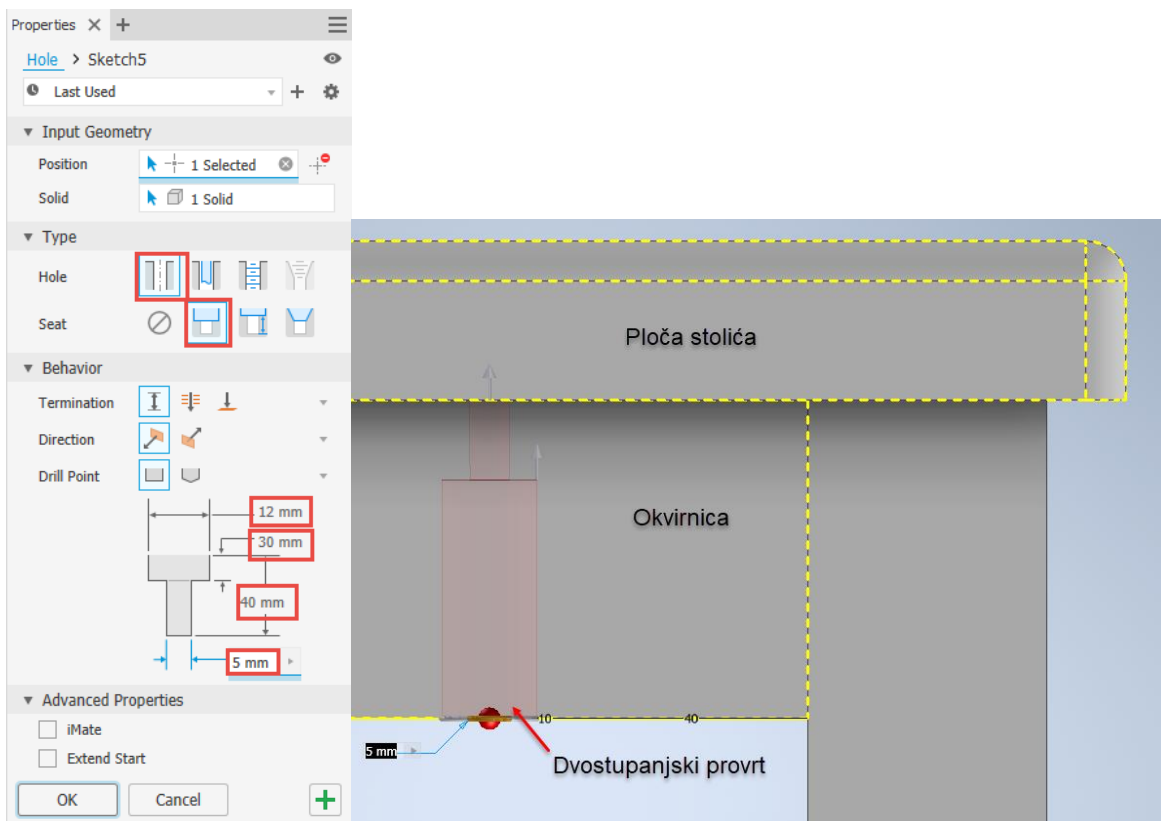 Properties
Hole > Sketch5
Last Used
Input Geometry
Position 1 Selected
Solid 1 Solid
Type
Hole
Seat
Behavior
Termination
Direction
Drill Point
12 mm
30 mm
40 mm
5 mm
Advanced Properties
iMate
Extend Start
OK Cancel
Ploča stolića
Okvirnica
10 40
5 mm
Dvostupanjski provrt